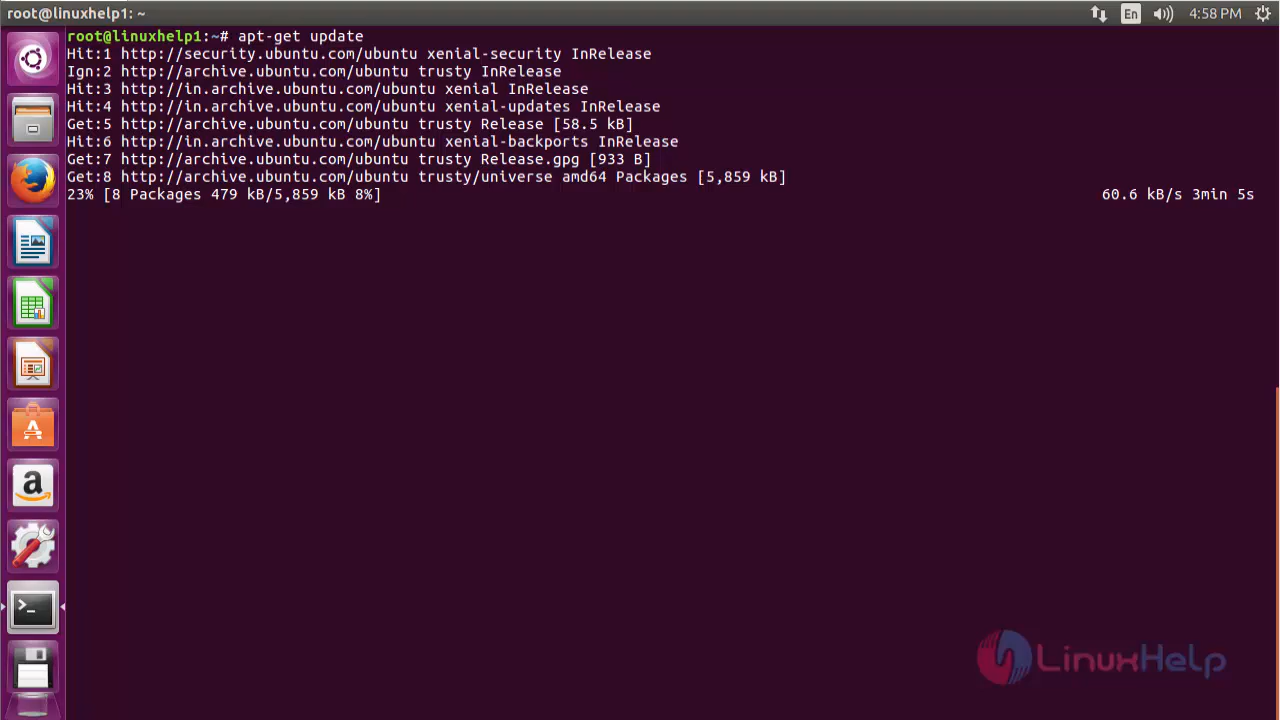 root@linuxhelp1: ~
En
4:58 PM
root@linuxhelp1:~# apt-get update
Hit:1 http://security.ubuntu.com/ubuntu xenial-security InRelease
Ign:2 http://archive.ubuntu.com/ubuntu trusty InRelease
Hit:3 http://in.archive.ubuntu.com/ubuntu xenial InRelease
Hit:4 http://in.archive.ubuntu.com/ubuntu xenial-updates InRelease
Get:5 http://archive.ubuntu.com/ubuntu trusty Release [58.5 kB]
Hit:6 http://in.archive.ubuntu.com/ubuntu xenial-backports InRelease
Get:7 http://archive.ubuntu.com/ubuntu trusty Release.gpg [933 B]
Get:8 http://archive.ubuntu.com/ubuntu trusty/universe amd64 Packages [5,859 kB]
23% [8 Packages 479 kB/5,859 kB 8%] 60.6 kB/s 3min 5s
LinuxHelp